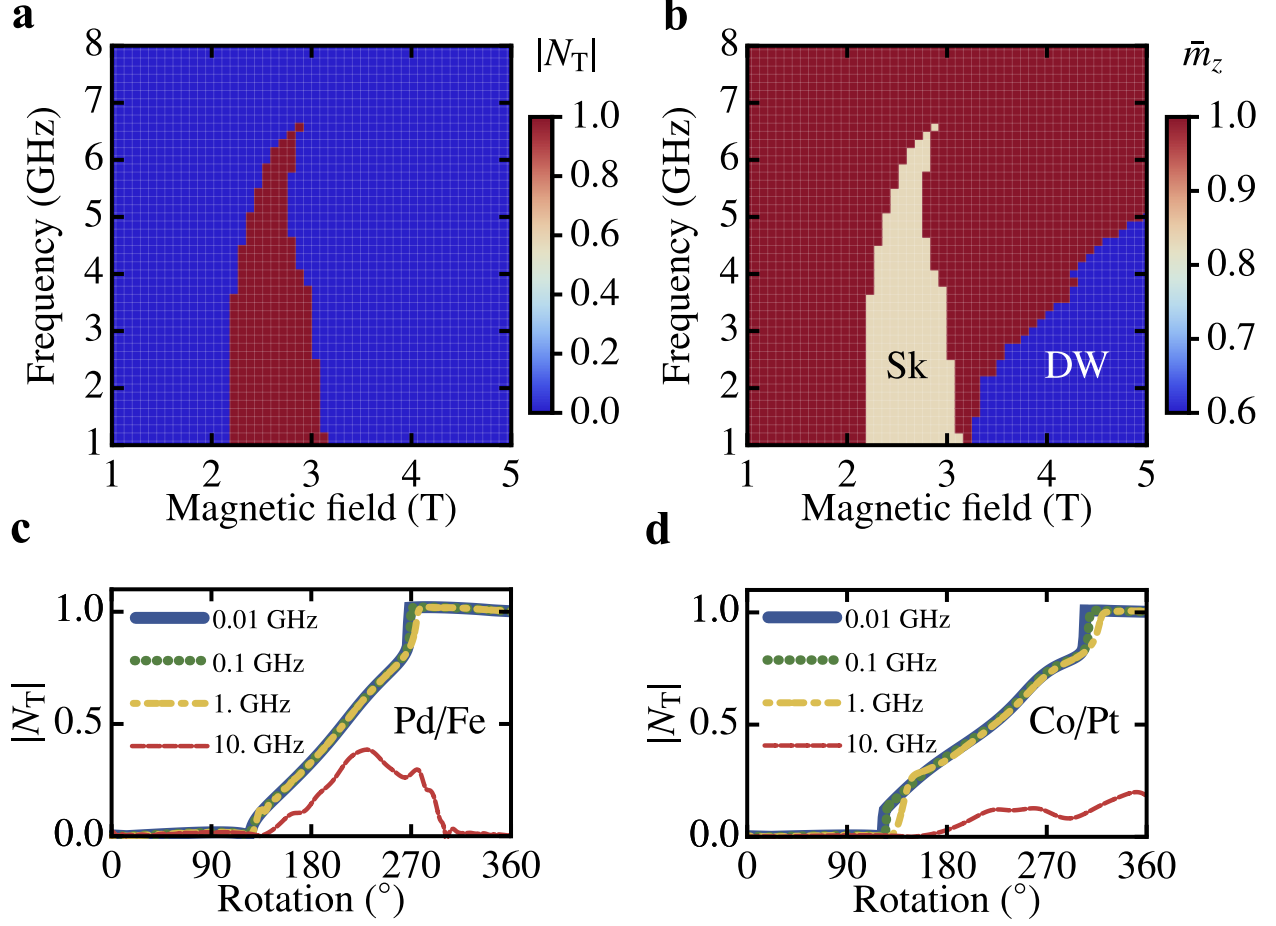 a
8
7
6
5
4
3
2
1
Frequency (GHz)
1 2 3 4 5
Magnetic field (T)
|N_T|
1.0
0.8
0.6
0.4
0.2
0.0
b
8
7
6
5
4
3
2
1
Frequency (GHz)
Sk
DW
1 2 3 4 5
Magnetic field (T)
m̄_z
1.0
0.9
0.8
0.7
0.6
c
1.0
0.5
0.0
|N_T|
0.01 GHz
0.1 GHz
1. GHz
10. GHz
Pd/Fe
0 90 180 270 360
Rotation (°)
d
1.0
0.5
0.0
|N_T|
0.01 GHz
0.1 GHz
1. GHz
10. GHz
Co/Pt
0 90 180 270 360
Rotation (°)